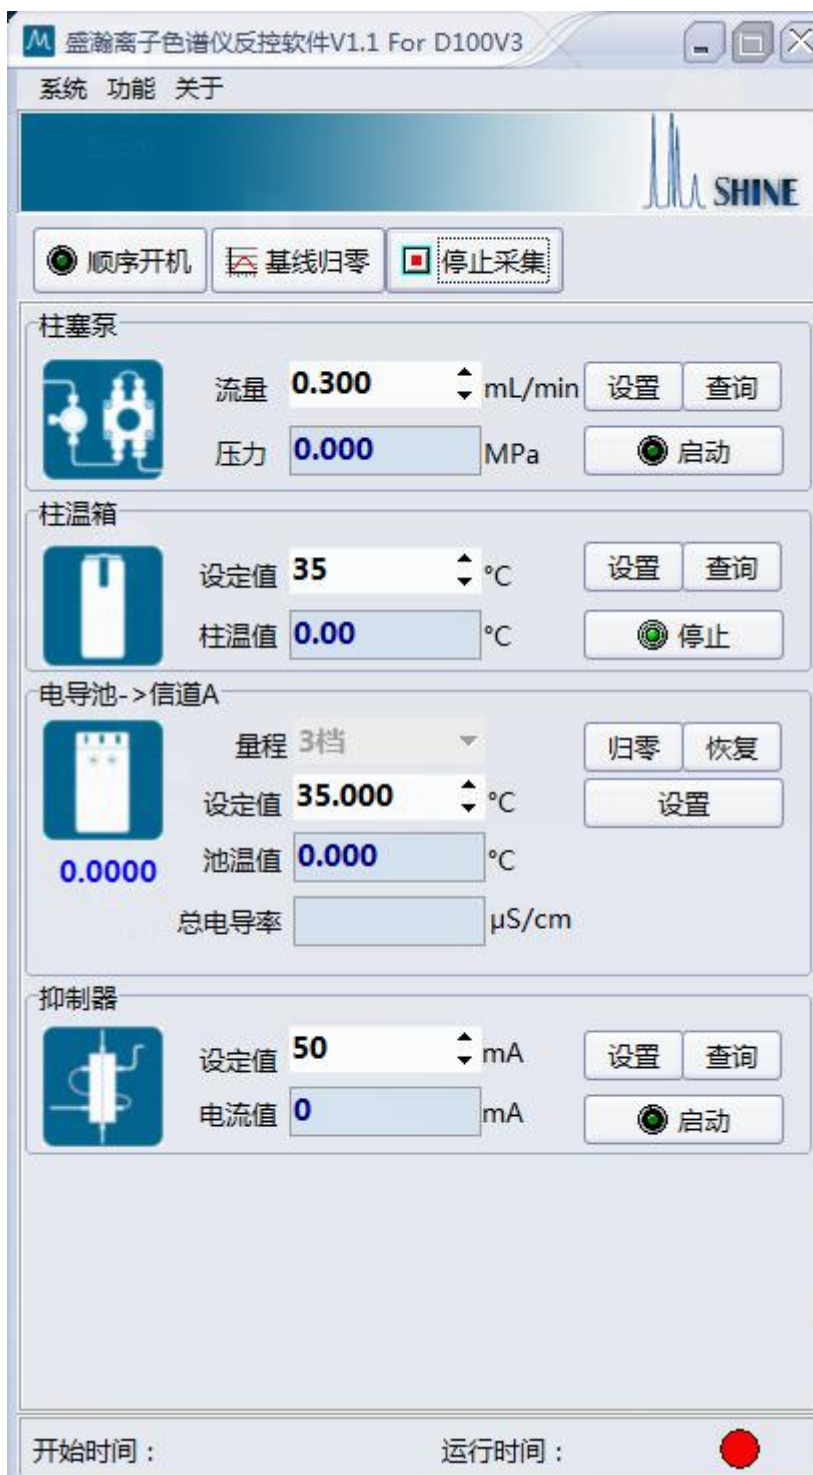 盛瀚离子色谱仪反控软件V1.1 For D100V3
系统 功能 关于
SHINE
顺序开机 基线归零 停止采集
柱塞泵
流量 0.300 mL/min 设置 查询
压力 0.000 MPa 启动
柱温箱
设定值 35 °C 设置 查询
柱温值 0.00 °C 停止
电导池->信道A
量程 3档 归零 恢复
设定值 35.000 °C 设置
0.0000 池温值 0.000 °C
总电导率 µS/cm
抑制器
设定值 50 mA 设置 查询
电流值 0 mA 启动
开始时间： 运行时间：